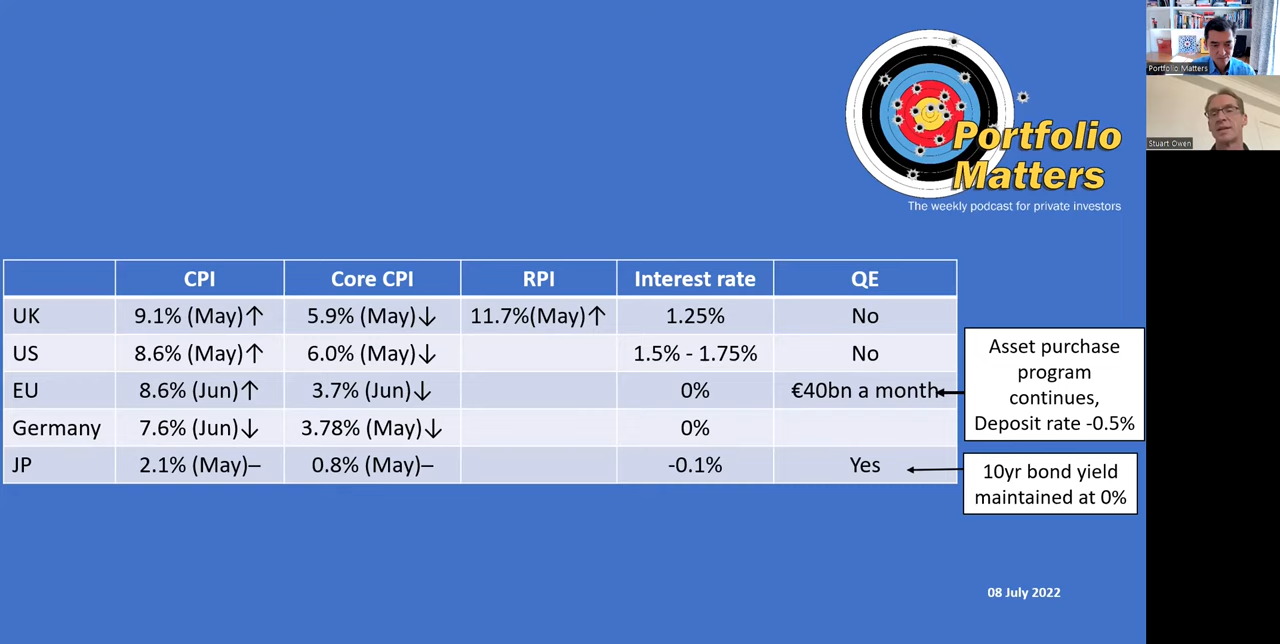 Portfolio
Matters
The weekly podcast for private investors
Portfolio Matters
Stuart Owen
CPI Core CPI RPI Interest rate QE
UK 9.1% (May)↑ 5.9% (May)↓ 11.7%(May)↑ 1.25% No
US 8.6% (May)↑ 6.0% (May)↓ 1.5% - 1.75% No
EU 8.6% (Jun)↑ 3.7% (Jun)↓ 0% €40bn a month
Germany 7.6% (Jun)↓ 3.78% (May)↓ 0%
JP 2.1% (May)– 0.8% (May)– -0.1% Yes
Asset purchase
program
continues,
Deposit rate -0.5%
10yr bond yield
maintained at 0%
08 July 2022